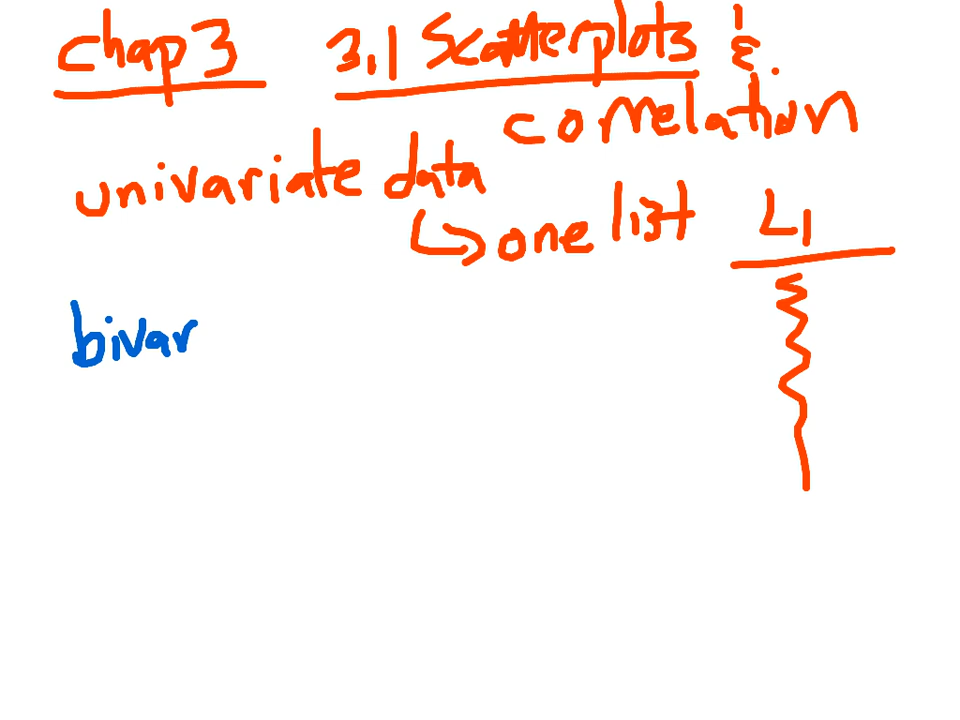 Chap 3 3.1 Scatterplots &
correlation
univariate data
↳ one list L1
bivar